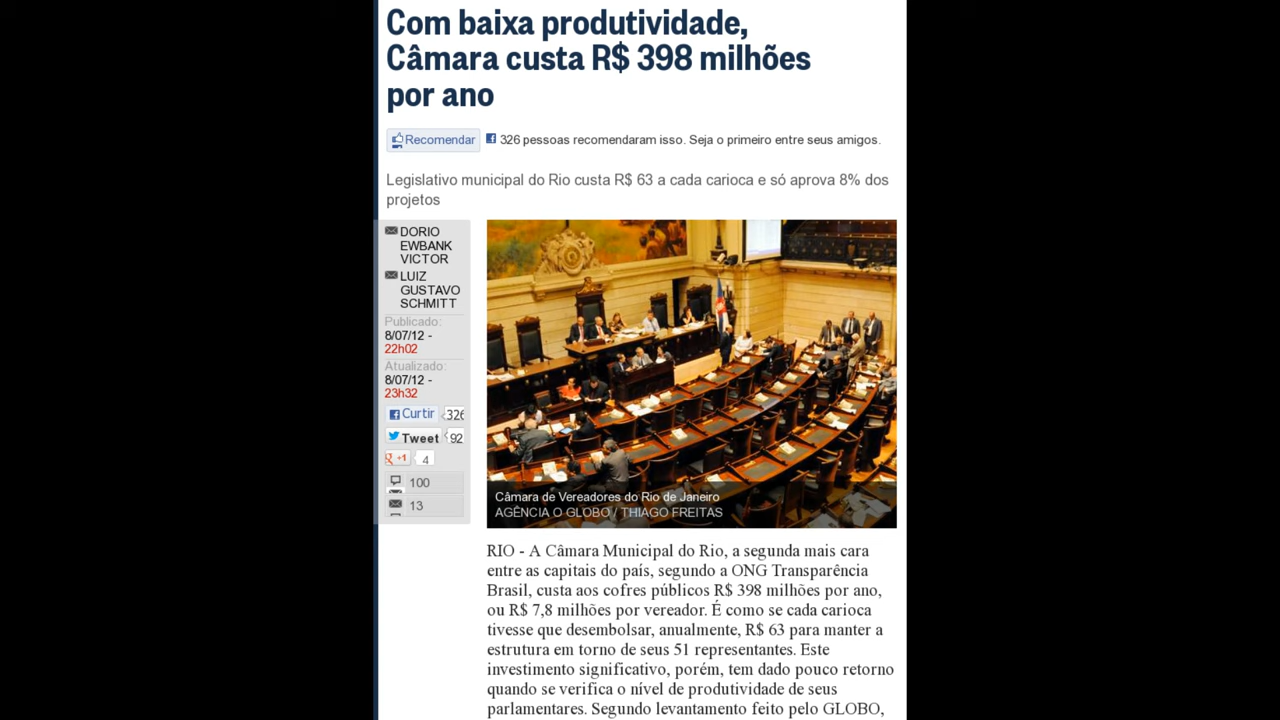 Com baixa produtividade,
Câmara custa R$ 398 milhões
por ano
Recomendar
326 pessoas recomendaram isso. Seja o primeiro entre seus amigos.
Legislativo municipal do Rio custa R$ 63 a cada carioca e só aprova 8% dos
projetos
DORIO
EWBANK
VICTOR
LUIZ
GUSTAVO
SCHMITT
Publicado:
8/07/12 -
22h02
Atualizado:
8/07/12 -
23h32
Curtir 326
Tweet 92
+1 4
100
13
Câmara de Vereadores do Rio de Janeiro
AGÊNCIA O GLOBO / THIAGO FREITAS
RIO - A Câmara Municipal do Rio, a segunda mais cara
entre as capitais do país, segundo a ONG Transparência
Brasil, custa aos cofres públicos R$ 398 milhões por ano,
ou R$ 7,8 milhões por vereador. É como se cada carioca
tivesse que desembolsar, anualmente, R$ 63 para manter a
estrutura em torno de seus 51 representantes. Este
investimento significativo, porém, tem dado pouco retorno
quando se verifica o nível de produtividade de seus
parlamentares. Segundo levantamento feito pelo GLOBO,